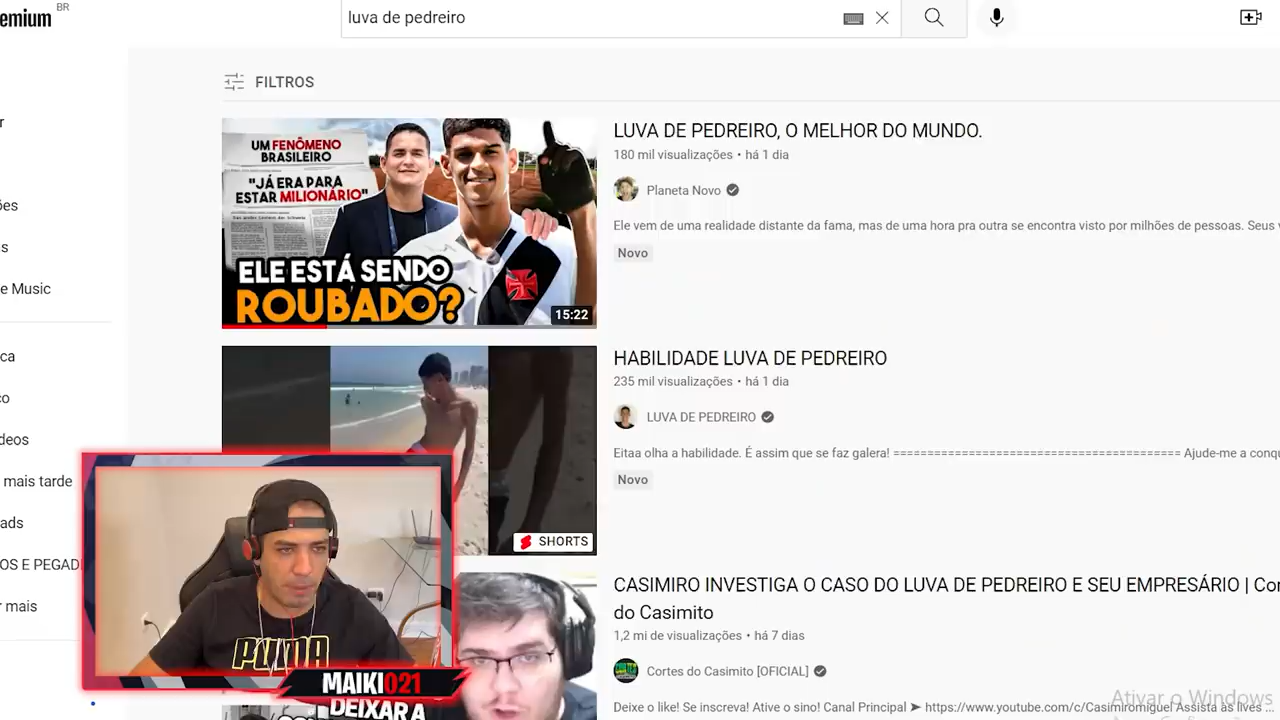 emium BR
luva de pedreiro
FILTROS
r
ões
s
e Music
ca
co
deos
mais tarde
ads
OS E PEGAD
r mais
UM FENÔMENO
BRASILEIRO
"JÁ ERA PARA
ESTAR MILIONÁRIO"
ELE ESTÁ SENDO
ROUBADO?
15:22
LUVA DE PEDREIRO, O MELHOR DO MUNDO.
180 mil visualizações • há 1 dia
Planeta Novo
Ele vem de uma realidade distante da fama, mas de uma hora pra outra se encontra visto por milhões de pessoas. Seus
Novo
SHORTS
HABILIDADE LUVA DE PEDREIRO
235 mil visualizações • há 1 dia
LUVA DE PEDREIRO
Eitaa olha a habilidade. É assim que se faz galera! ========================================= Ajude-me a conqu
Novo
CASIMIRO INVESTIGA O CASO DO LUVA DE PEDREIRO E SEU EMPRESÁRIO | Cor
do Casimito
1,2 mi de visualizações • há 7 dias
Cortes do Casimito [OFICIAL]
Deixe o like! Se inscreva! Ative o sino! Canal Principal ➤ https://www.youtube.com/c/Casimiromiguel Assista as lives ...
PUMA
MAIKI021
DEIXAR A
Ativar o Windows